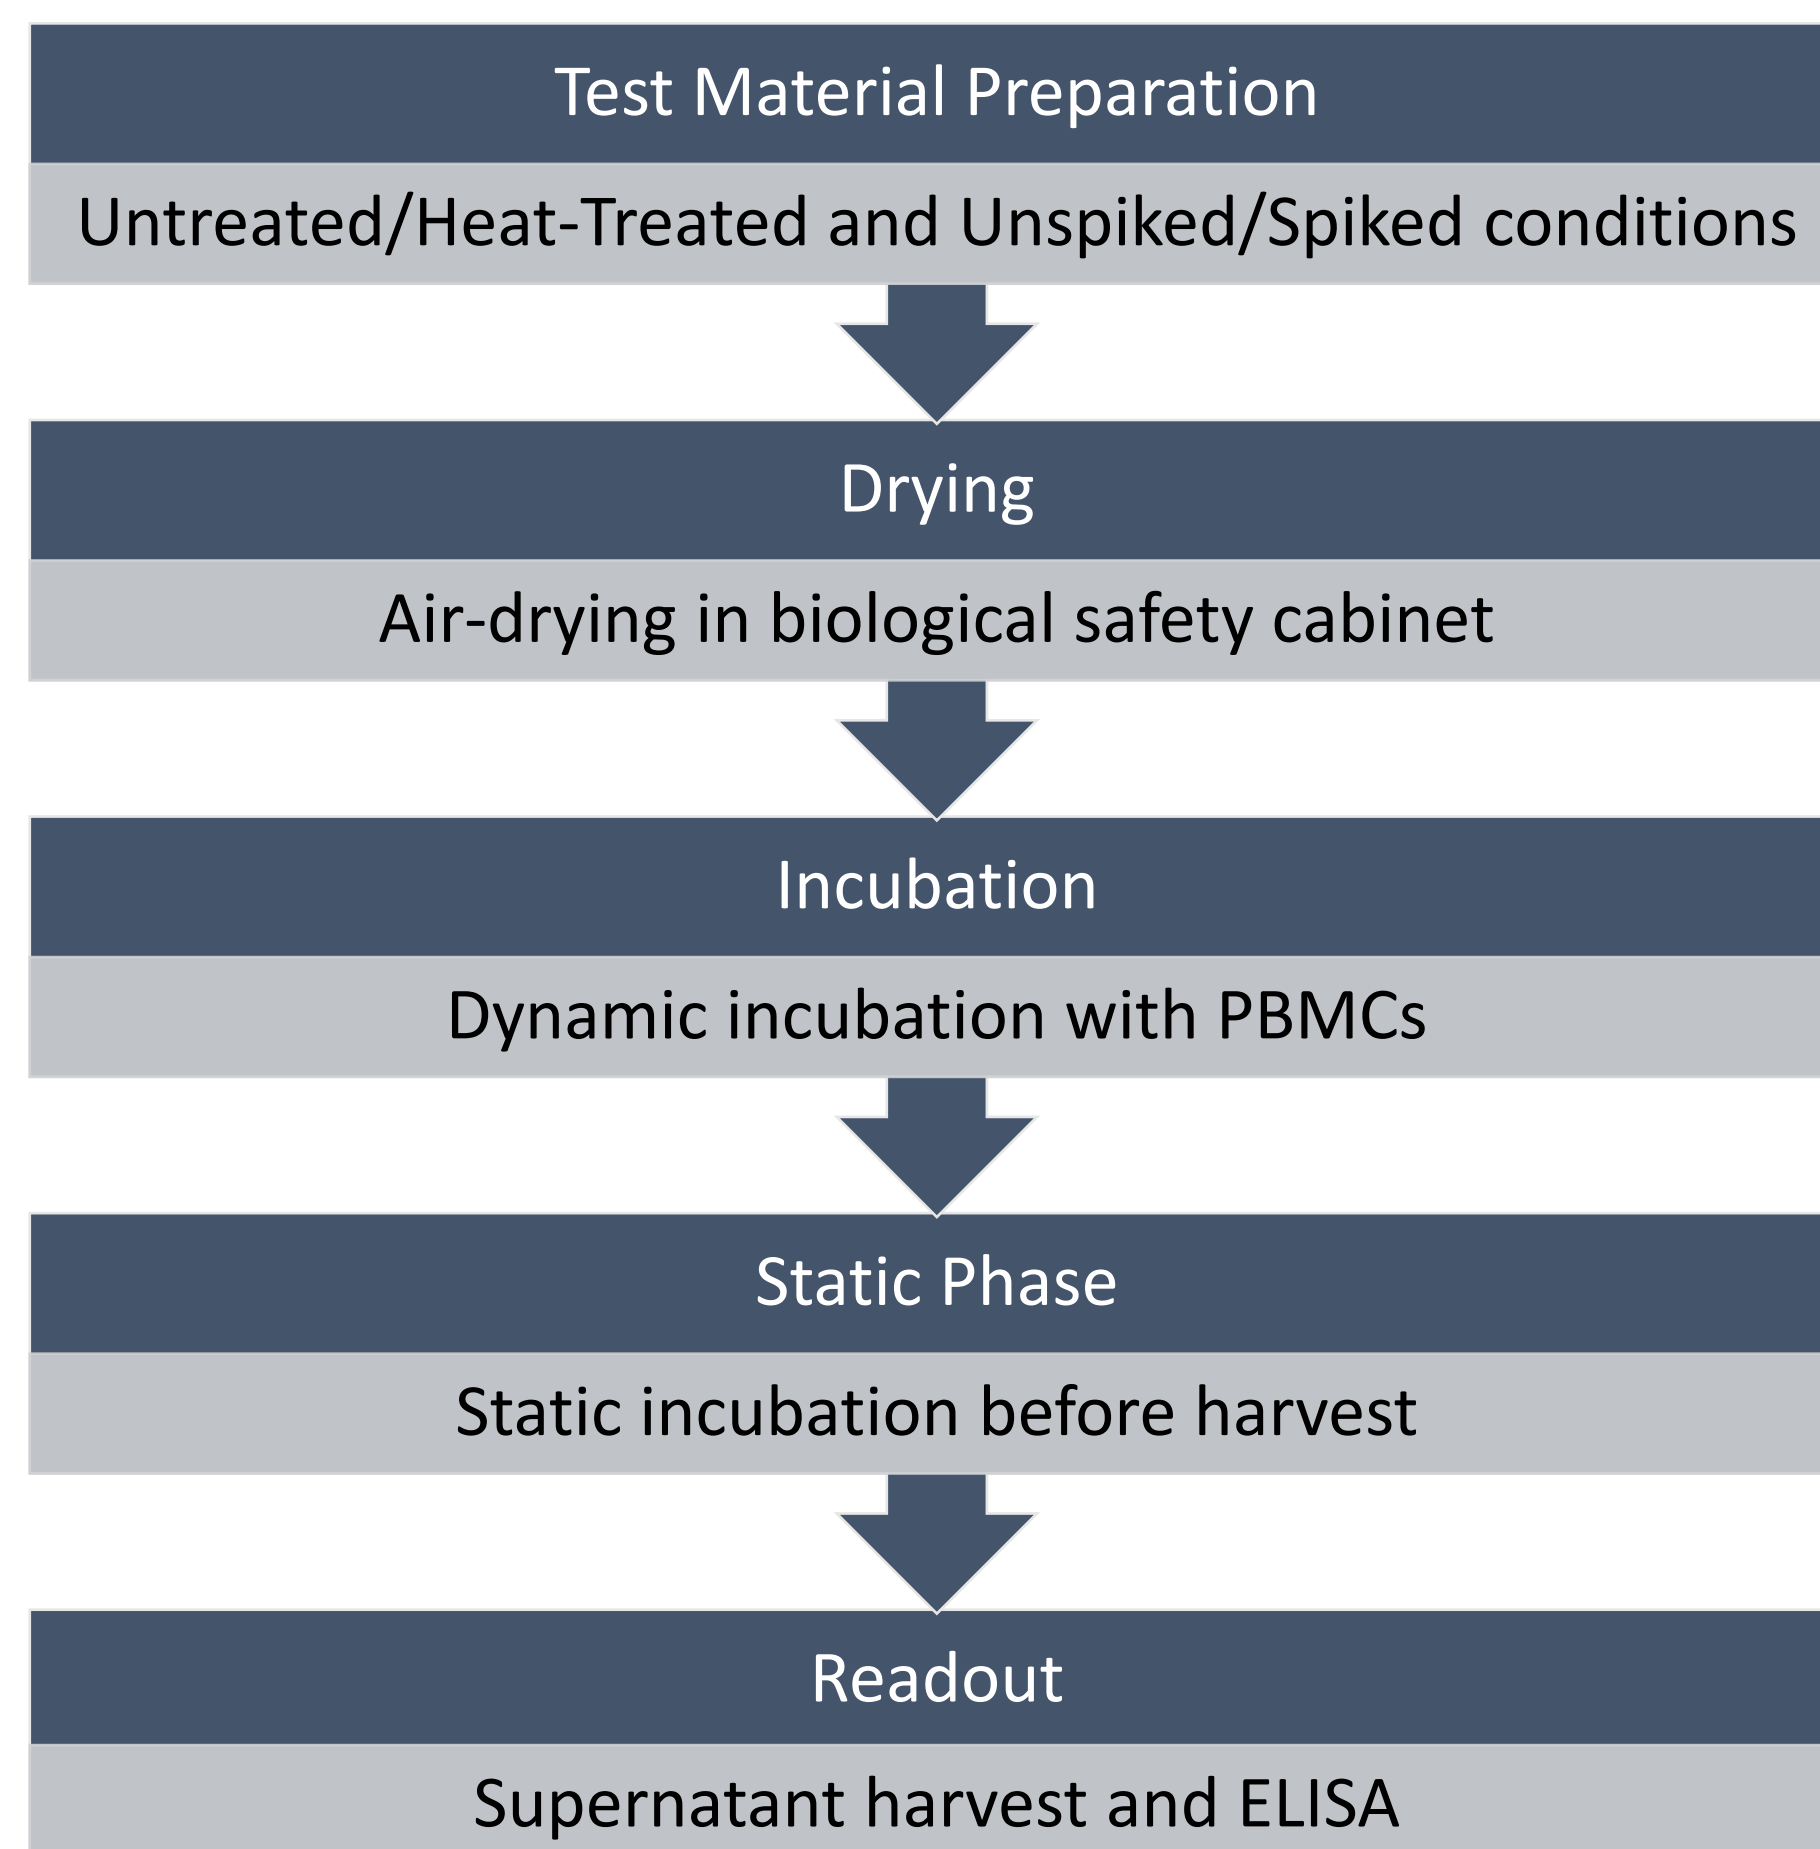 Test Material Preparation
Untreated/Heat-Treated and Unspiked/Spiked conditions
Drying
Air-drying in biological safety cabinet
Incubation
Dynamic incubation with PBMCs
Static Phase
Static incubation before harvest
Readout
Supernatant harvest and ELISA